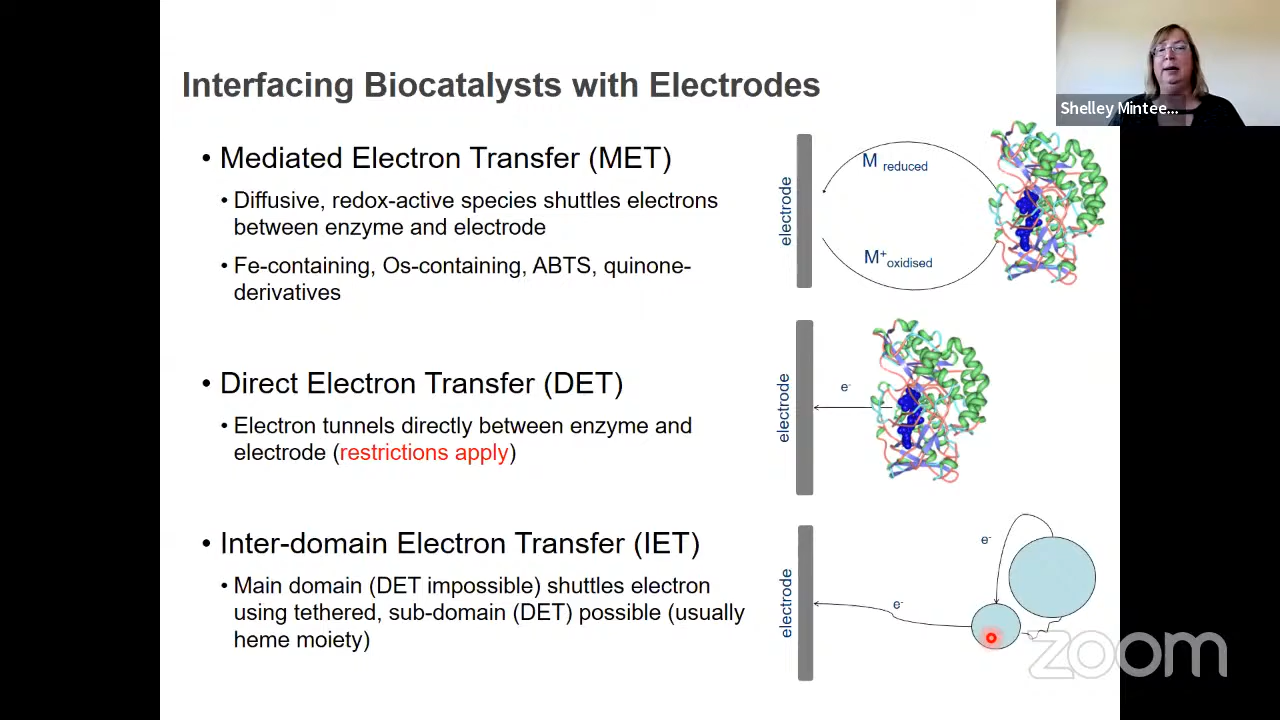 Interfacing Biocatalysts with Electrodes
Shelley Mintee...
• Mediated Electron Transfer (MET)
• Diffusive, redox-active species shuttles electrons
between enzyme and electrode
• Fe-containing, Os-containing, ABTS, quinone-
derivatives
electrode
M reduced
M+ oxidised
• Direct Electron Transfer (DET)
• Electron tunnels directly between enzyme and
electrode (restrictions apply)
electrode
e-
• Inter-domain Electron Transfer (IET)
• Main domain (DET impossible) shuttles electron
using tethered, sub-domain (DET) possible (usually
heme moiety)
electrode
e-
e-
zoom